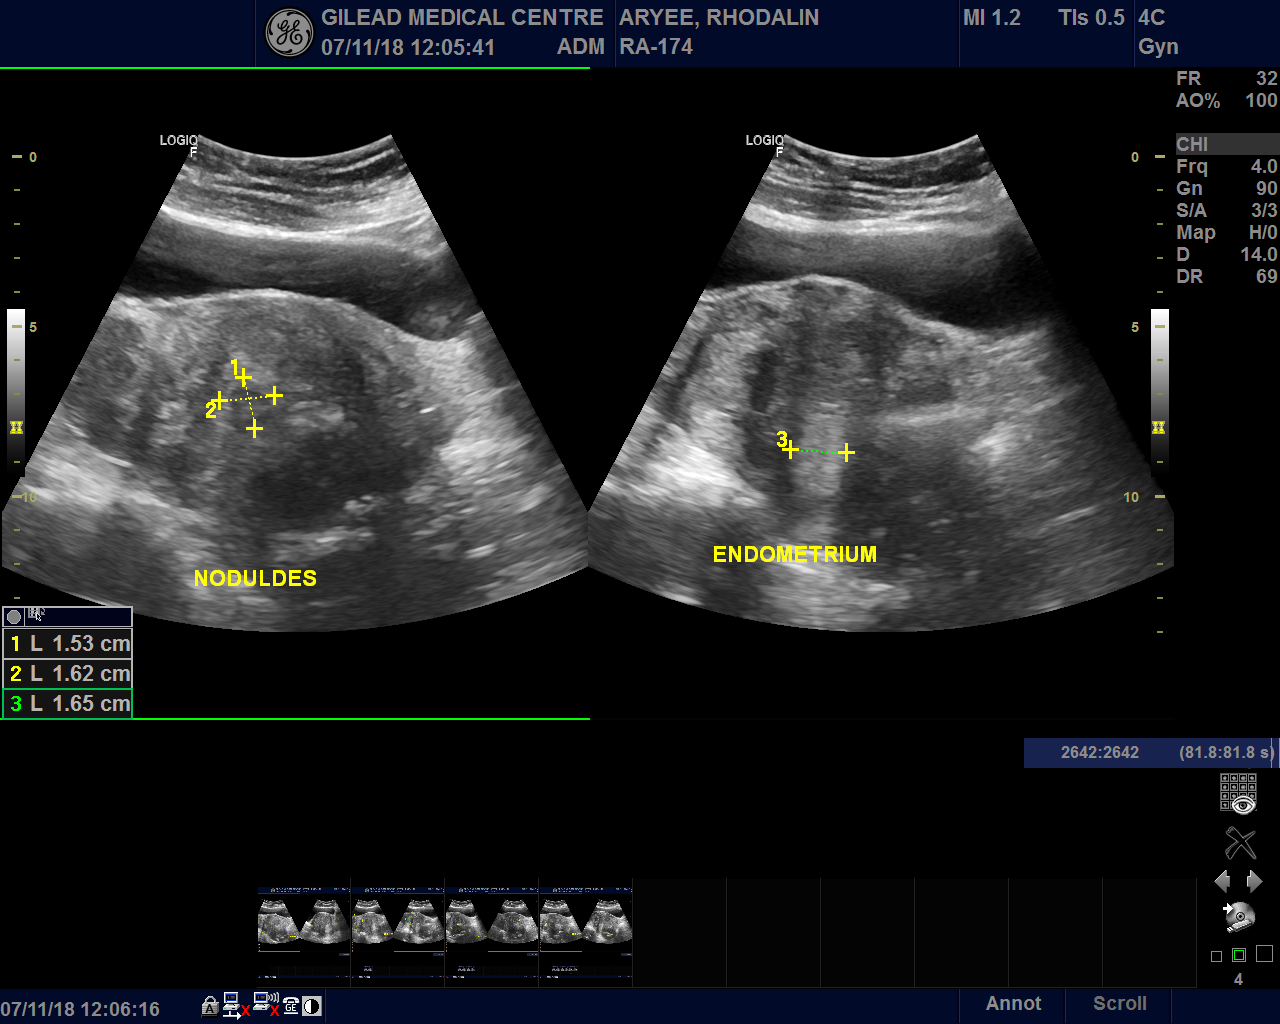 GILEAD MEDICAL CENTRE
07/11/18 12:05:41 ADM
ARYEE, RHODALIN
RA-174
MI 1.2 TIs 0.5
4C
Gyn
FR 32
AO% 100
CHI
Frq 4.0
Gn 90
S/A 3/3
Map H/0
D 14.0
DR 69
LOGIQ
F
LOGIQ
F
0
5
10
0
5
10
1
2
3
NODULDES
ENDOMETRIUM
1 L 1.53 cm
2 L 1.62 cm
3 L 1.65 cm
2642:2642 (81.8:81.8 s)
4
07/11/18 12:06:16
Annot
Scroll